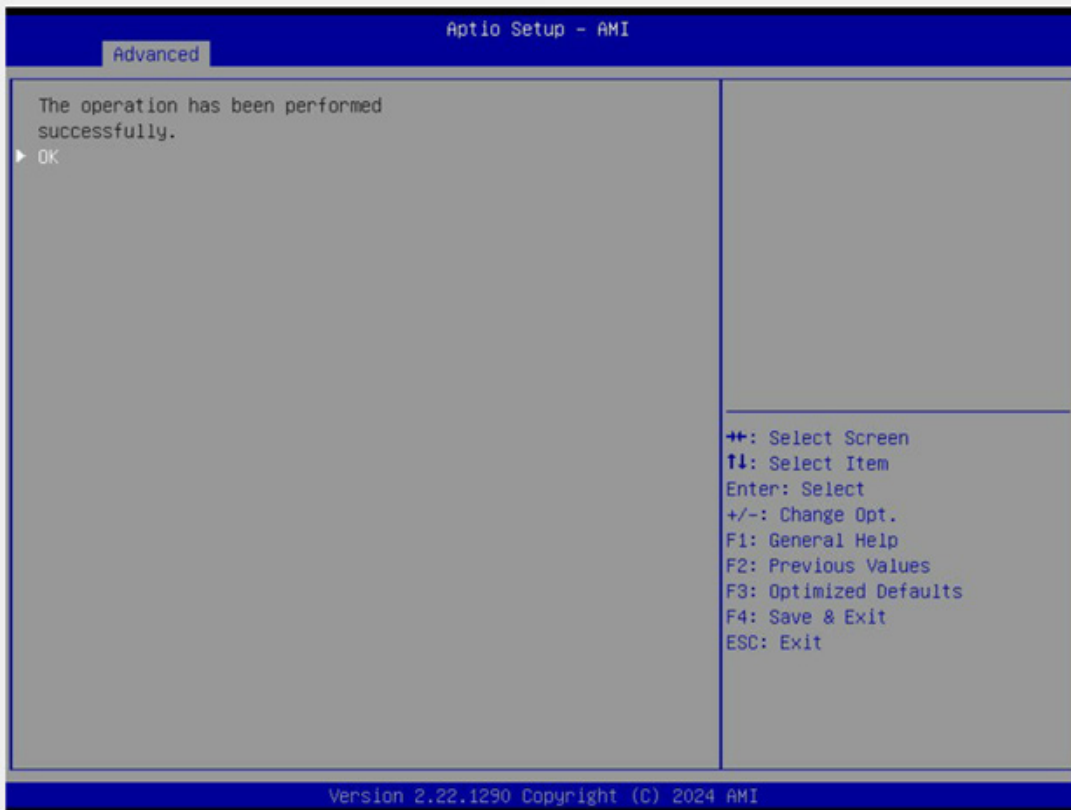 Aptio Setup – AMI
Advanced
The operation has been performed
successfully.
▶ OK
→←: Select Screen
↑↓: Select Item
Enter: Select
+/-: Change Opt.
F1: General Help
F2: Previous Values
F3: Optimized Defaults
F4: Save & Exit
ESC: Exit
Version 2.22.1290 Copyright (C) 2024 AMI